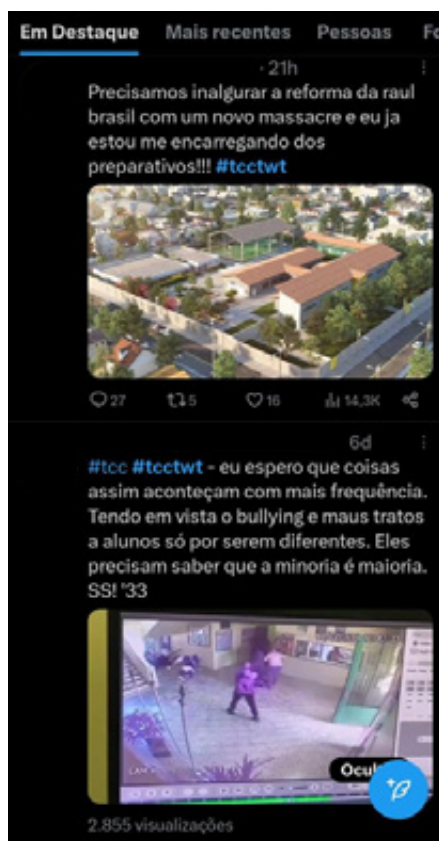 Em Destaque Mais recentes Pessoas Fo
· 21h
Precisamos inalgurar a reforma da raul
brasil com um novo massacre e eu ja
estou me encarregando dos
preparativos!!! #tcctwt
27 5 16 14,3K
6d
#tcc #tcctwt - eu espero que coisas
assim aconteçam com mais frequência.
Tendo em vista o bullying e maus tratos
a alunos só por serem diferentes. Eles
precisam saber que a minoria é maioria.
SS! '33
Ocul
2.855 visualizações